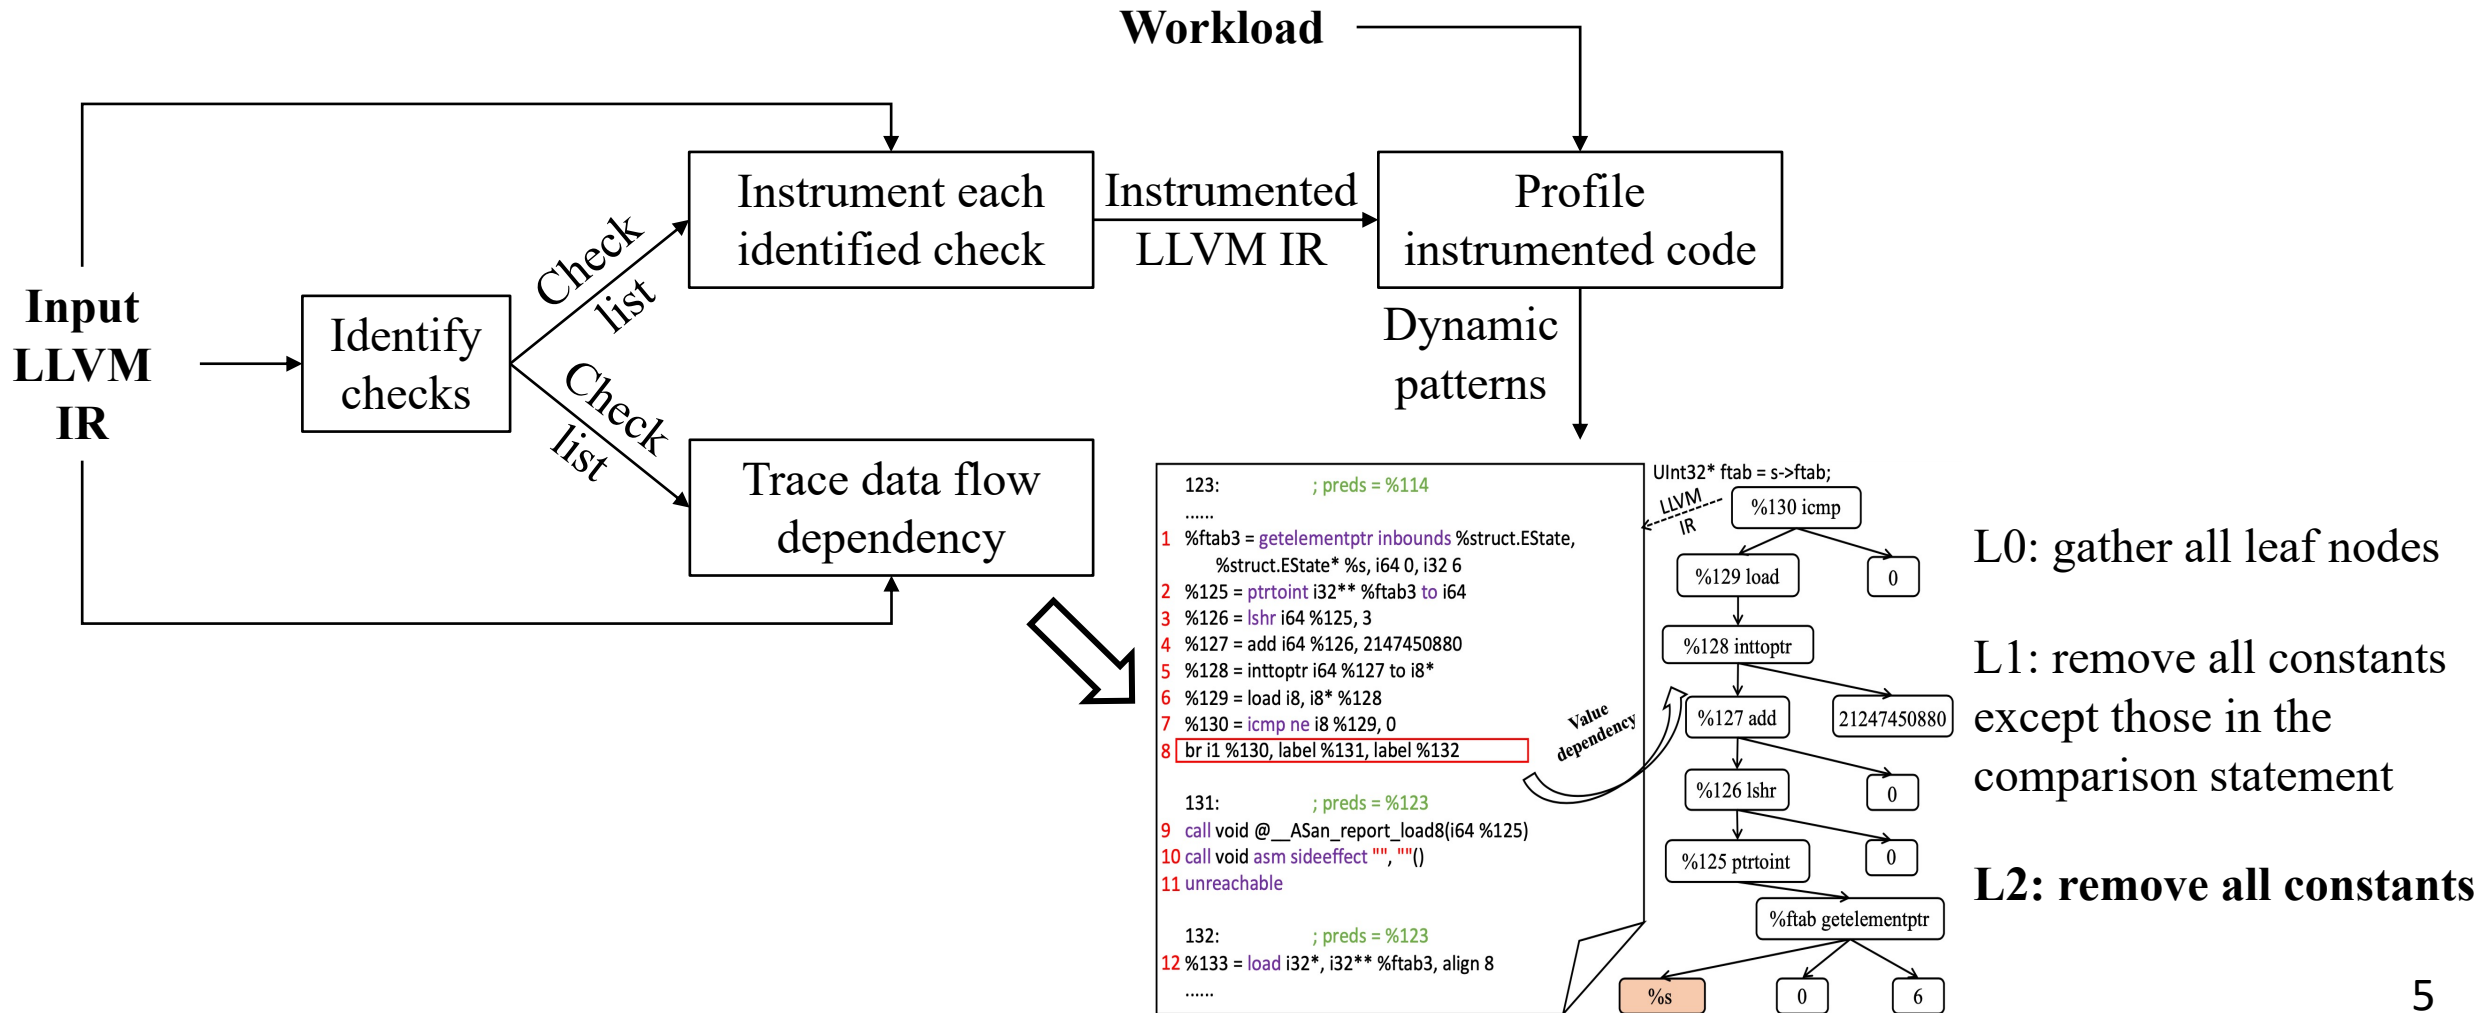 Workload
Input
LLVM
IR
Identify
checks
Check
list
Check
list
Instrument each
identified check
Instrumented
LLVM IR
Profile
instrumented code
Dynamic
patterns
Trace data flow
dependency
123: ; preds = %114
......
1 %ftab3 = getelementptr inbounds %struct.EState,
%struct.EState* %s, i64 0, i32 6
2 %125 = ptrtoint i32** %ftab3 to i64
3 %126 = lshr i64 %125, 3
4 %127 = add i64 %126, 2147450880
5 %128 = inttoptr i64 %127 to i8*
6 %129 = load i8, i8* %128
7 %130 = icmp ne i8 %129, 0
8 br i1 %130, label %131, label %132
131: ; preds = %123
9 call void @__ASan_report_load8(i64 %125)
10 call void asm sideeffect "", ""()
11 unreachable
132: ; preds = %123
12 %133 = load i32*, i32** %ftab3, align 8
......
Value
dependency
UInt32* ftab = s->ftab;
LLVM
IR
%130 icmp
%129 load
0
%128 inttoptr
%127 add
21247450880
%126 lshr
0
%125 ptrtoint
0
%ftab getelementptr
%s
0
6
L0: gather all leaf nodes
L1: remove all constants
except those in the
comparison statement
L2: remove all constants
5